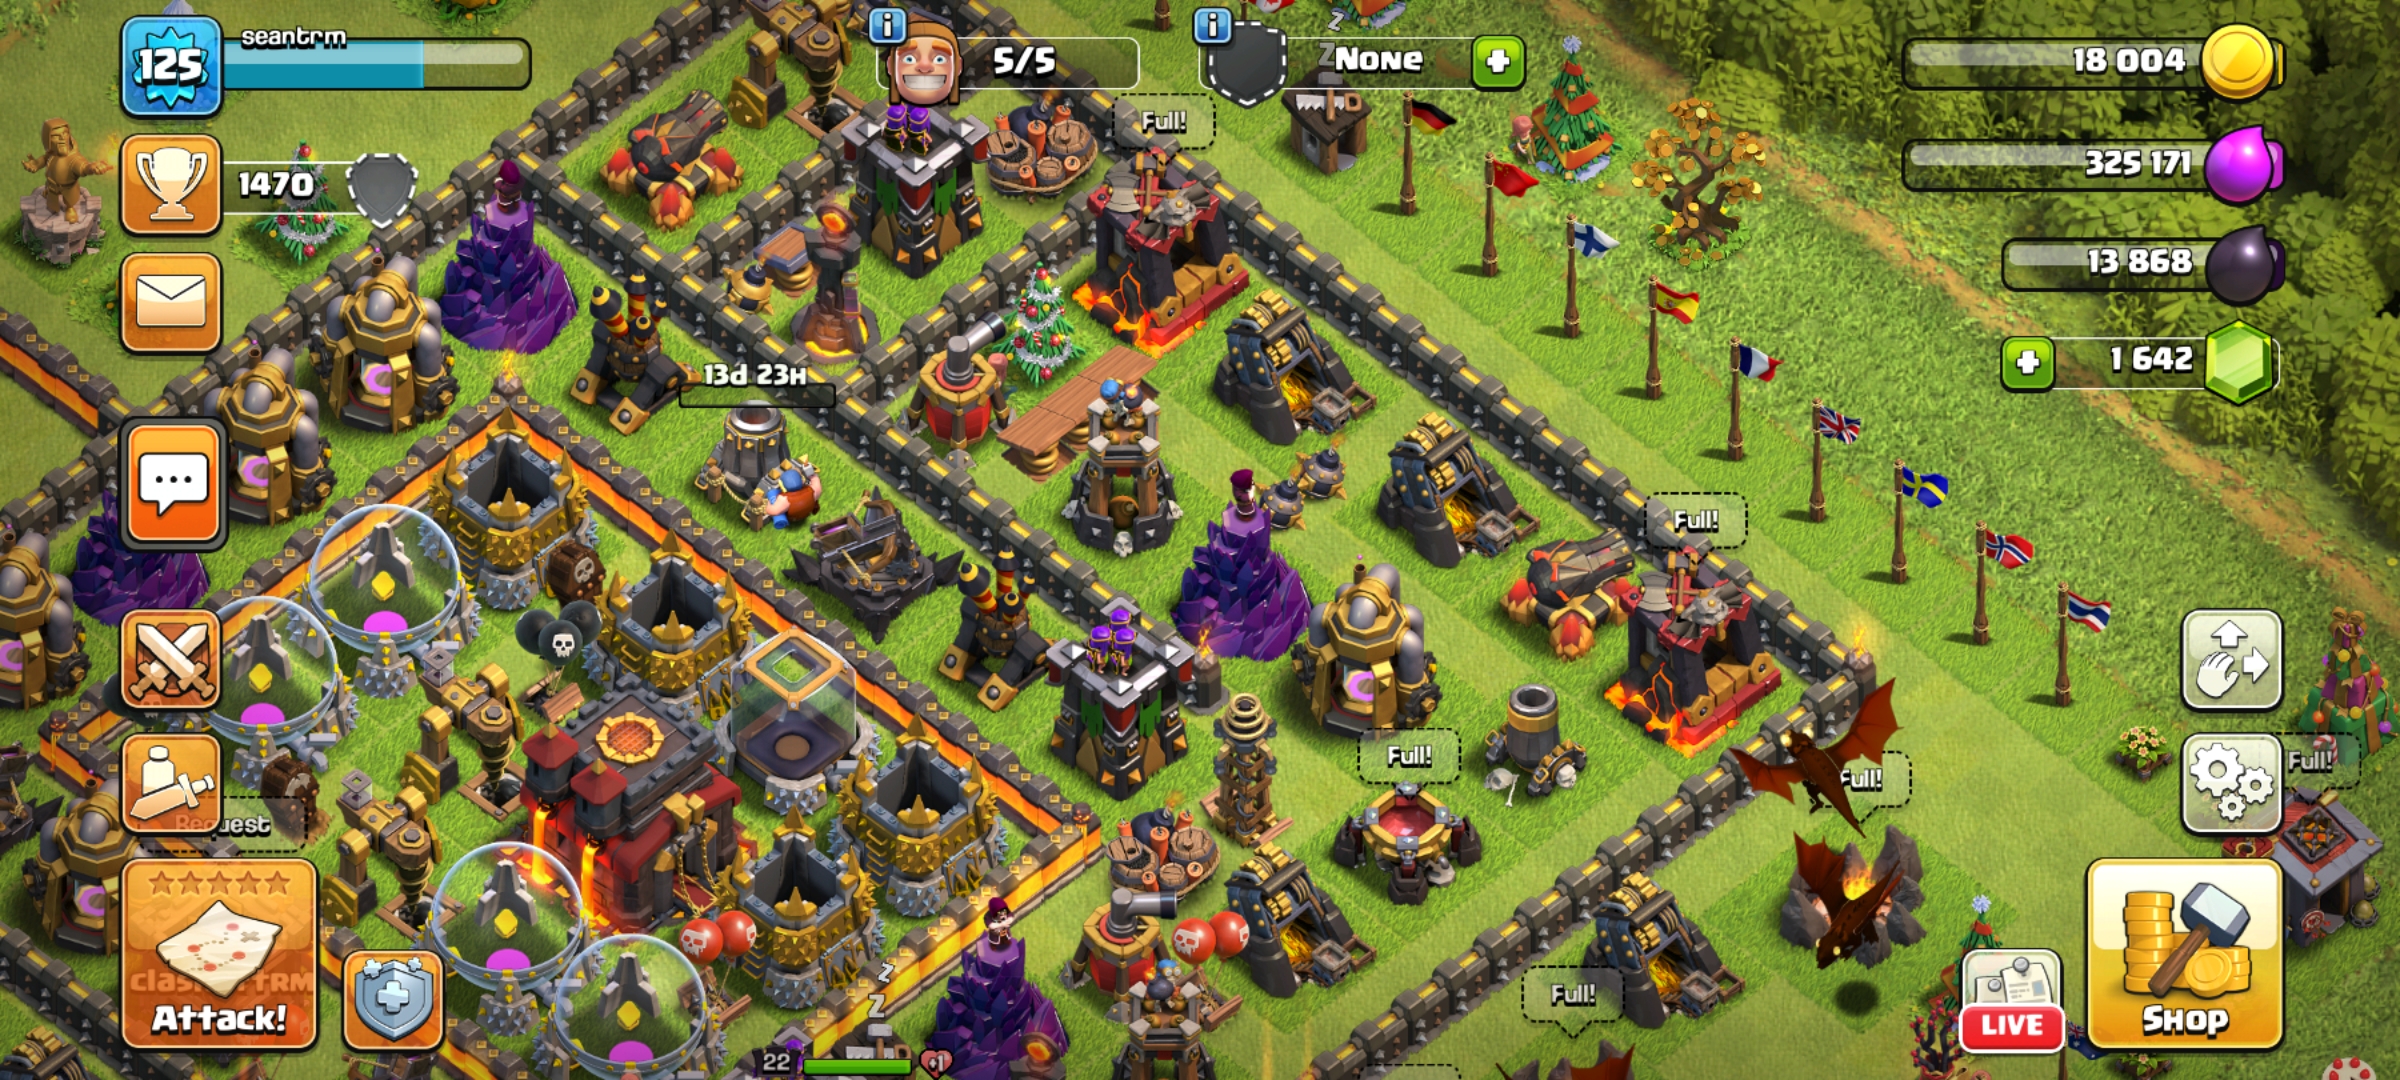 seantrm
125
5/5
None
18 004
Full!
1470
325 171
13 868
1 642
13d 23H
Full!
Full!
Full!
Full!
Request
Full!
Attack!
LIVE
Shop
22
+1